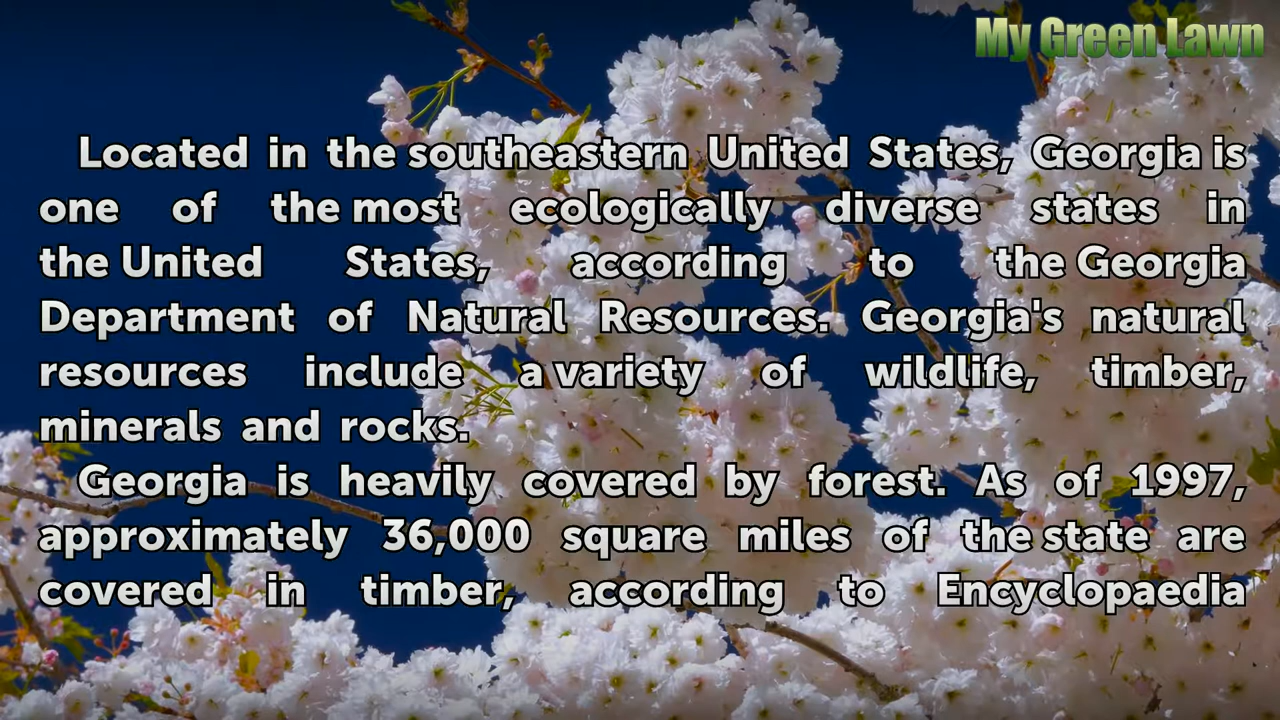 My Green Lawn
Located in the southeastern United States, Georgia is
one of the most ecologically diverse states in
the United States, according to the Georgia
Department of Natural Resources. Georgia's natural
resources include a variety of wildlife, timber,
minerals and rocks.
Georgia is heavily covered by forest. As of 1997,
approximately 36,000 square miles of the state are
covered in timber, according to Encyclopaedia